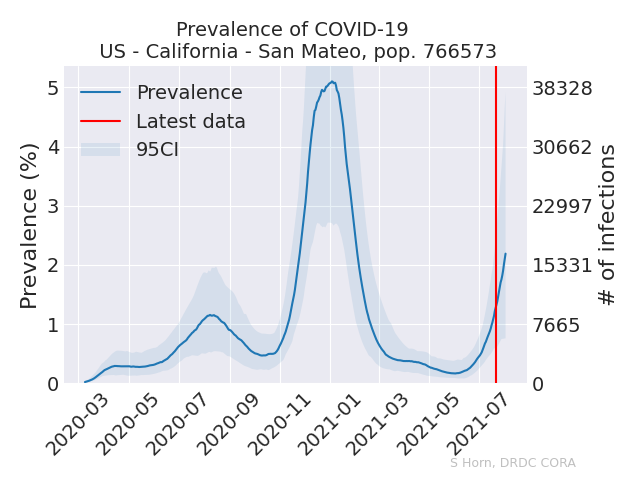 Prevalence of COVID-19
US - California - San Mateo, pop. 766573
Prevalence
Latest data
95CI
Prevalence (%)
5
4
3
2
1
0
38328
30662
22997
15331
7665
0
# of infections
2020-03
2020-05
2020-07
2020-09
2020-11
2021-01
2021-03
2021-05
2021-07
S Horn, DRDC CORA